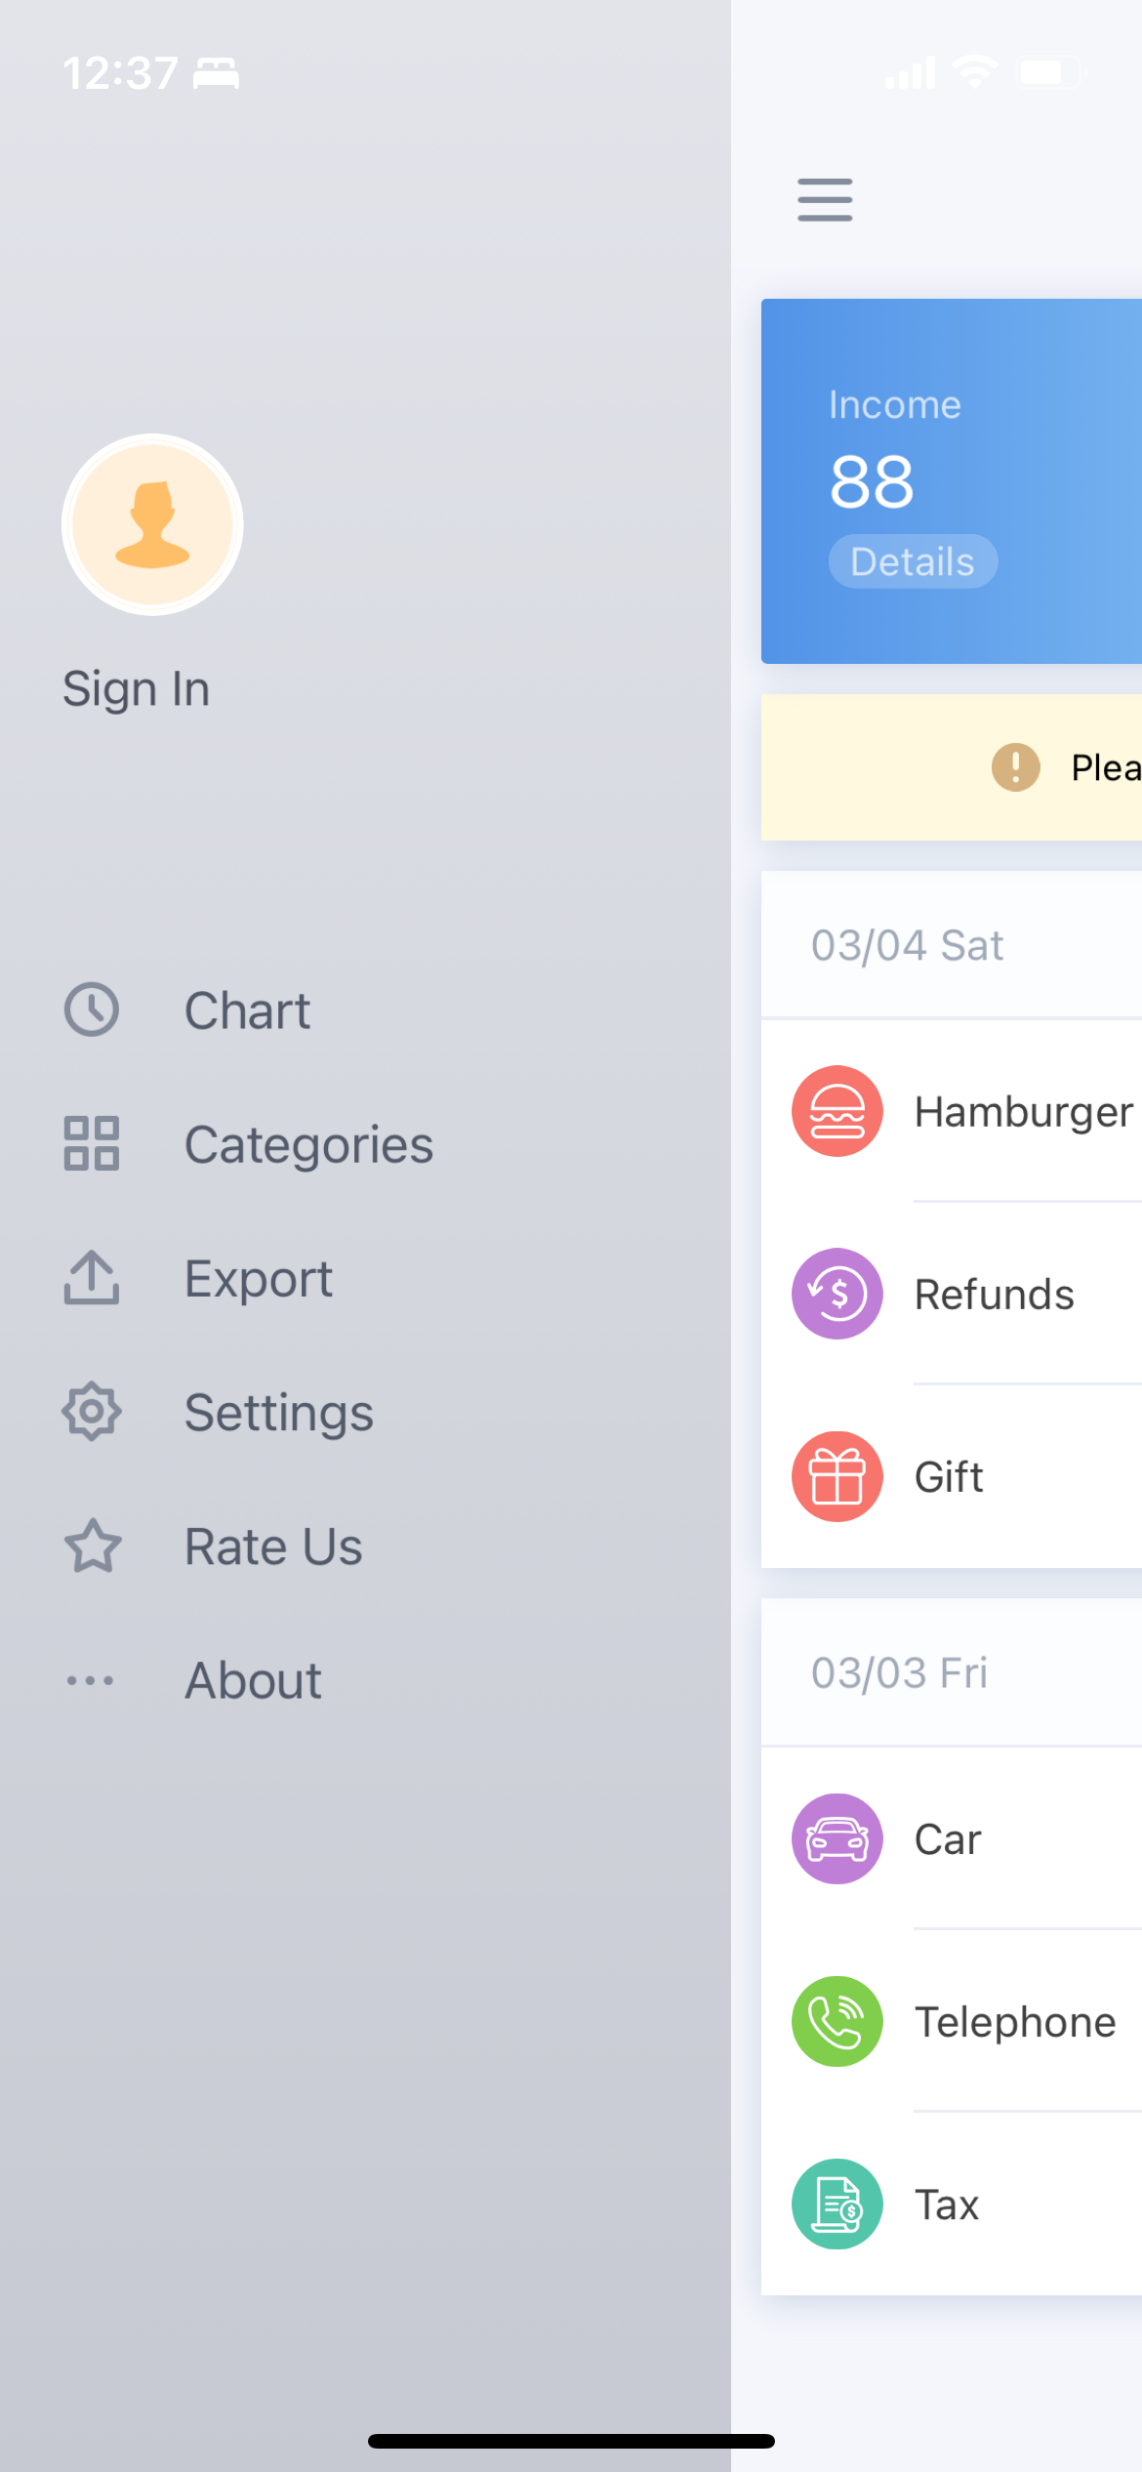 12:37
Sign In
Chart
Categories
Export
Settings
Rate Us
About
Income
88
Details
03/04 Sat
Hamburger
Refunds
Gift
03/03 Fri
Car
Telephone
Tax